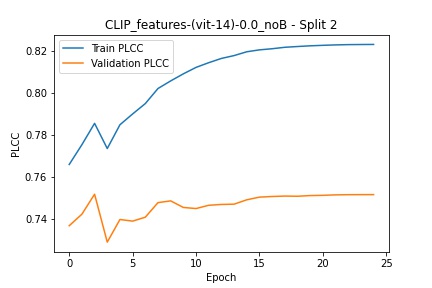 CLIP_features-(vit-14)-0.0_noB - Split 2
Train PLCC
Validation PLCC
PLCC
0.82
0.80
0.78
0.76
0.74
0
5
10
15
20
25
Epoch